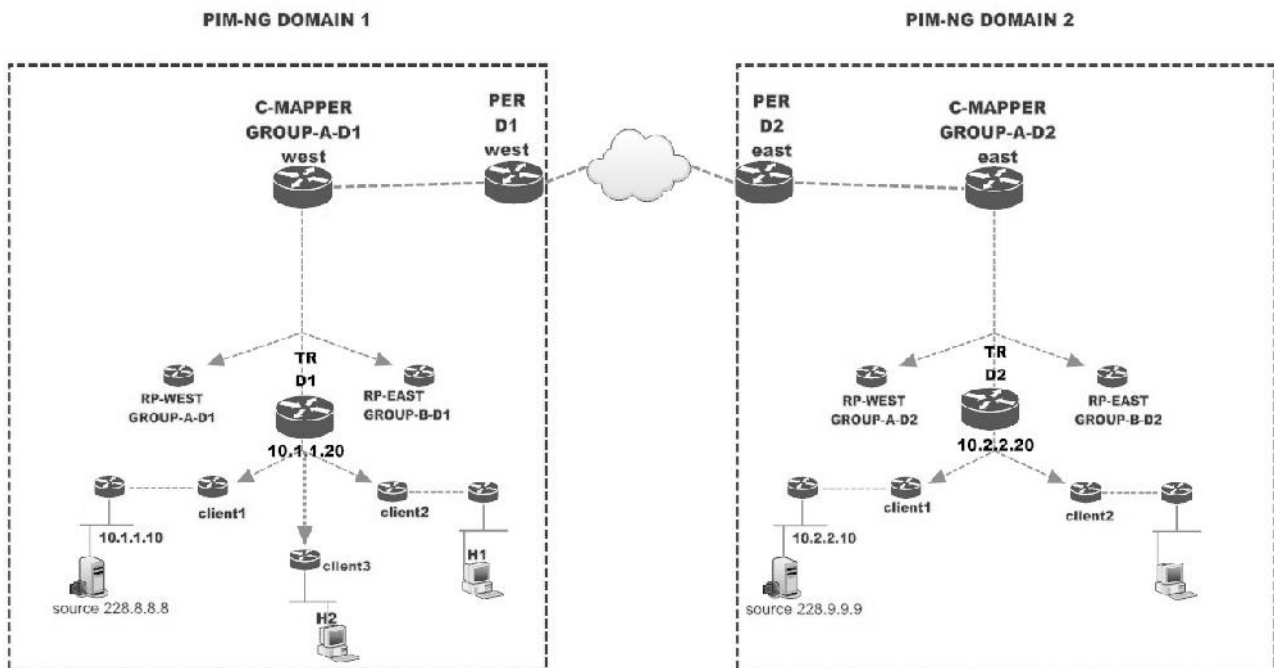 PIM-NG DOMAIN 1
PIM-NG DOMAIN 2
C-MAPPER
GROUP-A-D1
west
PER
D1
west
PER
D2
east
C-MAPPER
GROUP-A-D2
east
TR
D1
RP-WEST
GROUP-A-D1
RP-EAST
GROUP-B-D1
10.1.1.20
client1
client2
10.1.1.10
client3
H1
source 228.8.8.8
H2
TR
D2
RP-WEST
GROUP-A-D2
RP-EAST
GROUP-B-D2
10.2.2.20
client1
client2
10.2.2.10
source 228.9.9.9